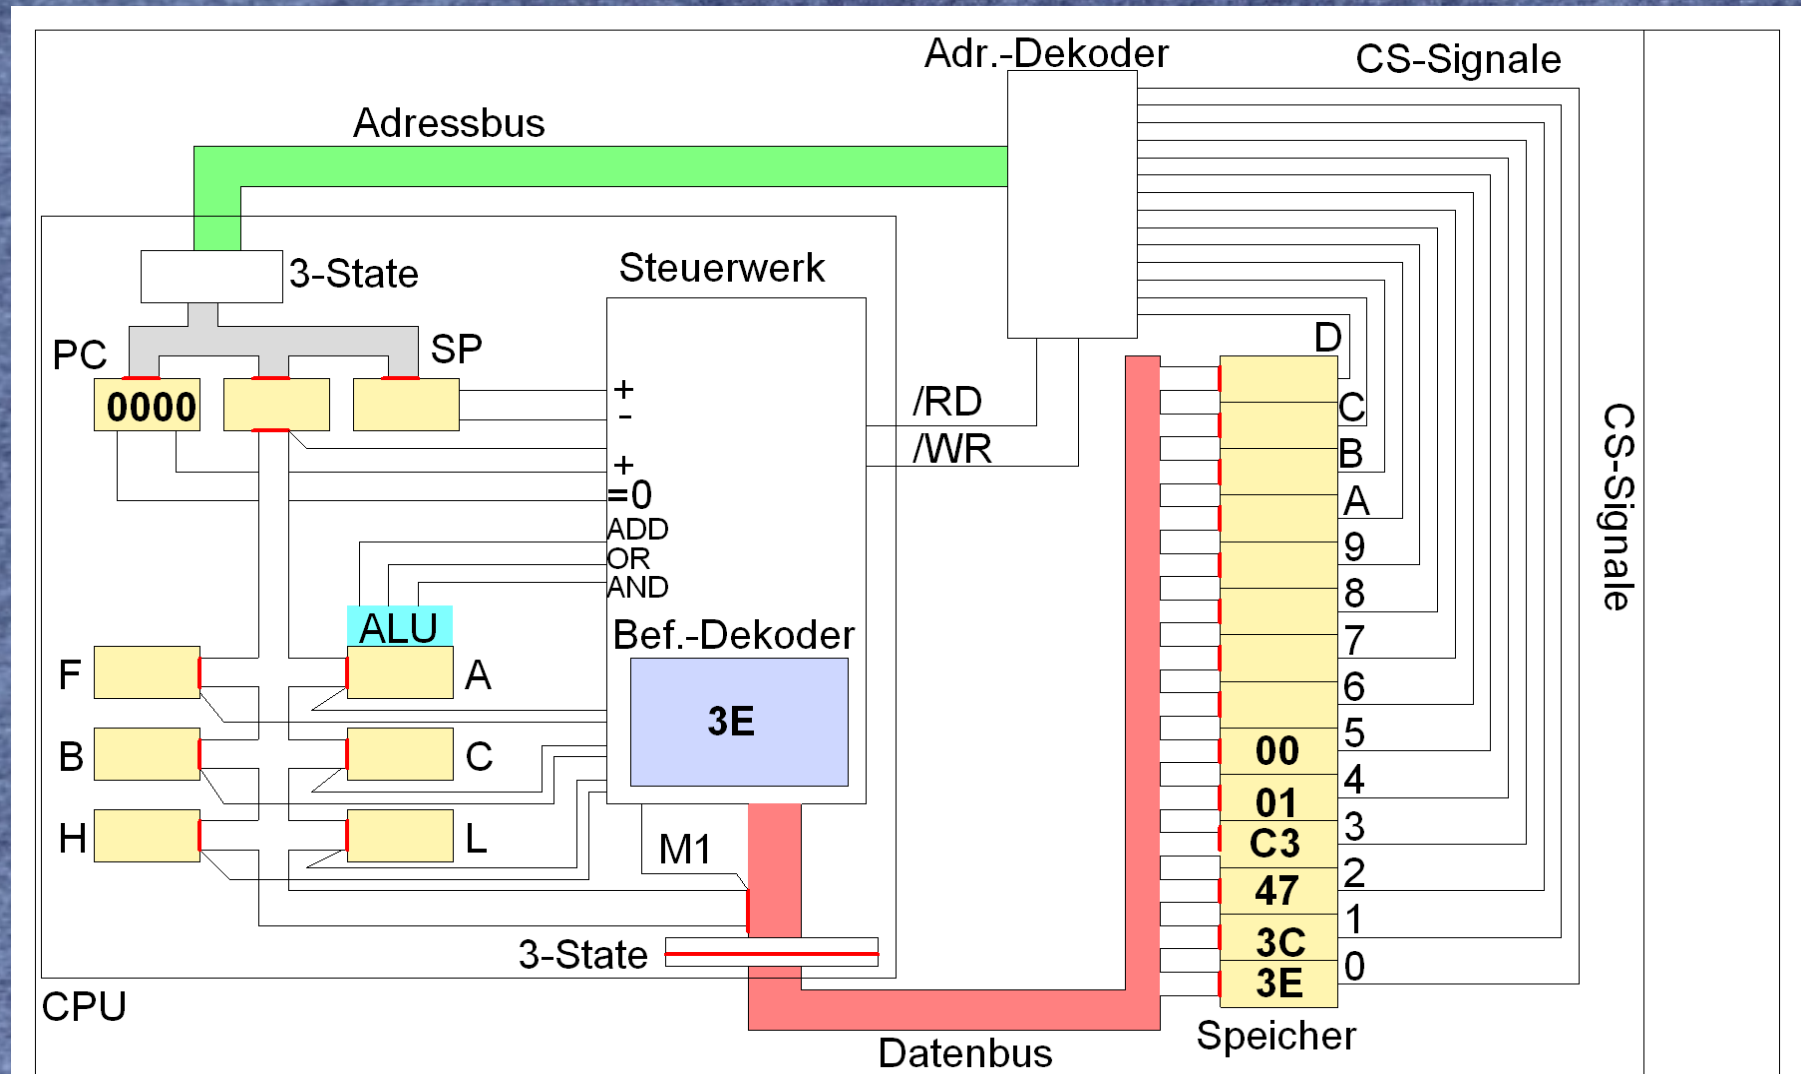 Adr.-Dekoder
CS-Signale
Adressbus
3-State
Steuerwerk
PC
SP
0000
+
-
/RD
/WR
+
=0
ADD
OR
AND
ALU
Bef.-Dekoder
3E
F
A
B
C
H
L
M1
3-State
CPU
Datenbus
D
C
B
A
9
8
7
6
5
00
4
01
3
C3
2
47
1
3C
0
3E
Speicher
CS-Signale